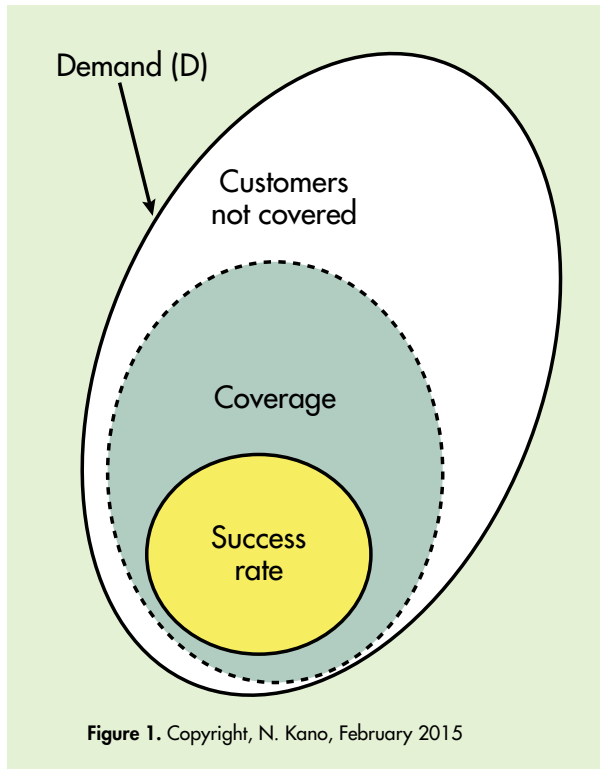 Demand (D)
Customers
not covered
Coverage
Success
rate
Figure 1. Copyright, N. Kano, February 2015